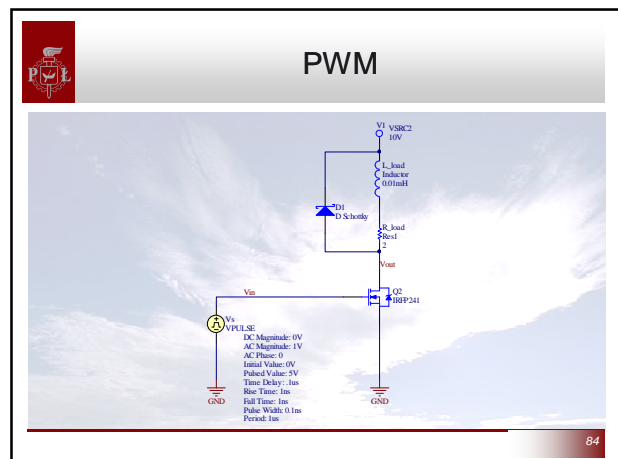 P Ł
PWM
V1 VSRC2
10V
L_load
Inductor
0.01mH
D1
D Schottky
R_load
Res1
2
Vout
Vin
Q2
IRFP241
Vs
VPULSE
DC Magnitude: 0V
AC Magnitude: 1V
AC Phase: 0
Initial Value: 0V
Pulsed Value: 5V
Time Delay: .1us
Rise Time: 1ns
Fall Time: 1ns
Pulse Width: 0.1ns
Period: 1us
GND GND
84